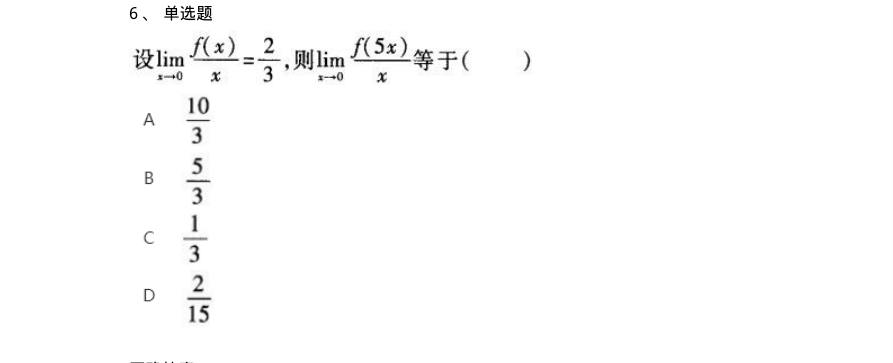 6、 单选题
设lim_{x→0} f(x)/x = 2/3 ,则lim_{x→0} f(5x)/x 等于( )
A 10/3
B 5/3
C 1/3
D 2/15